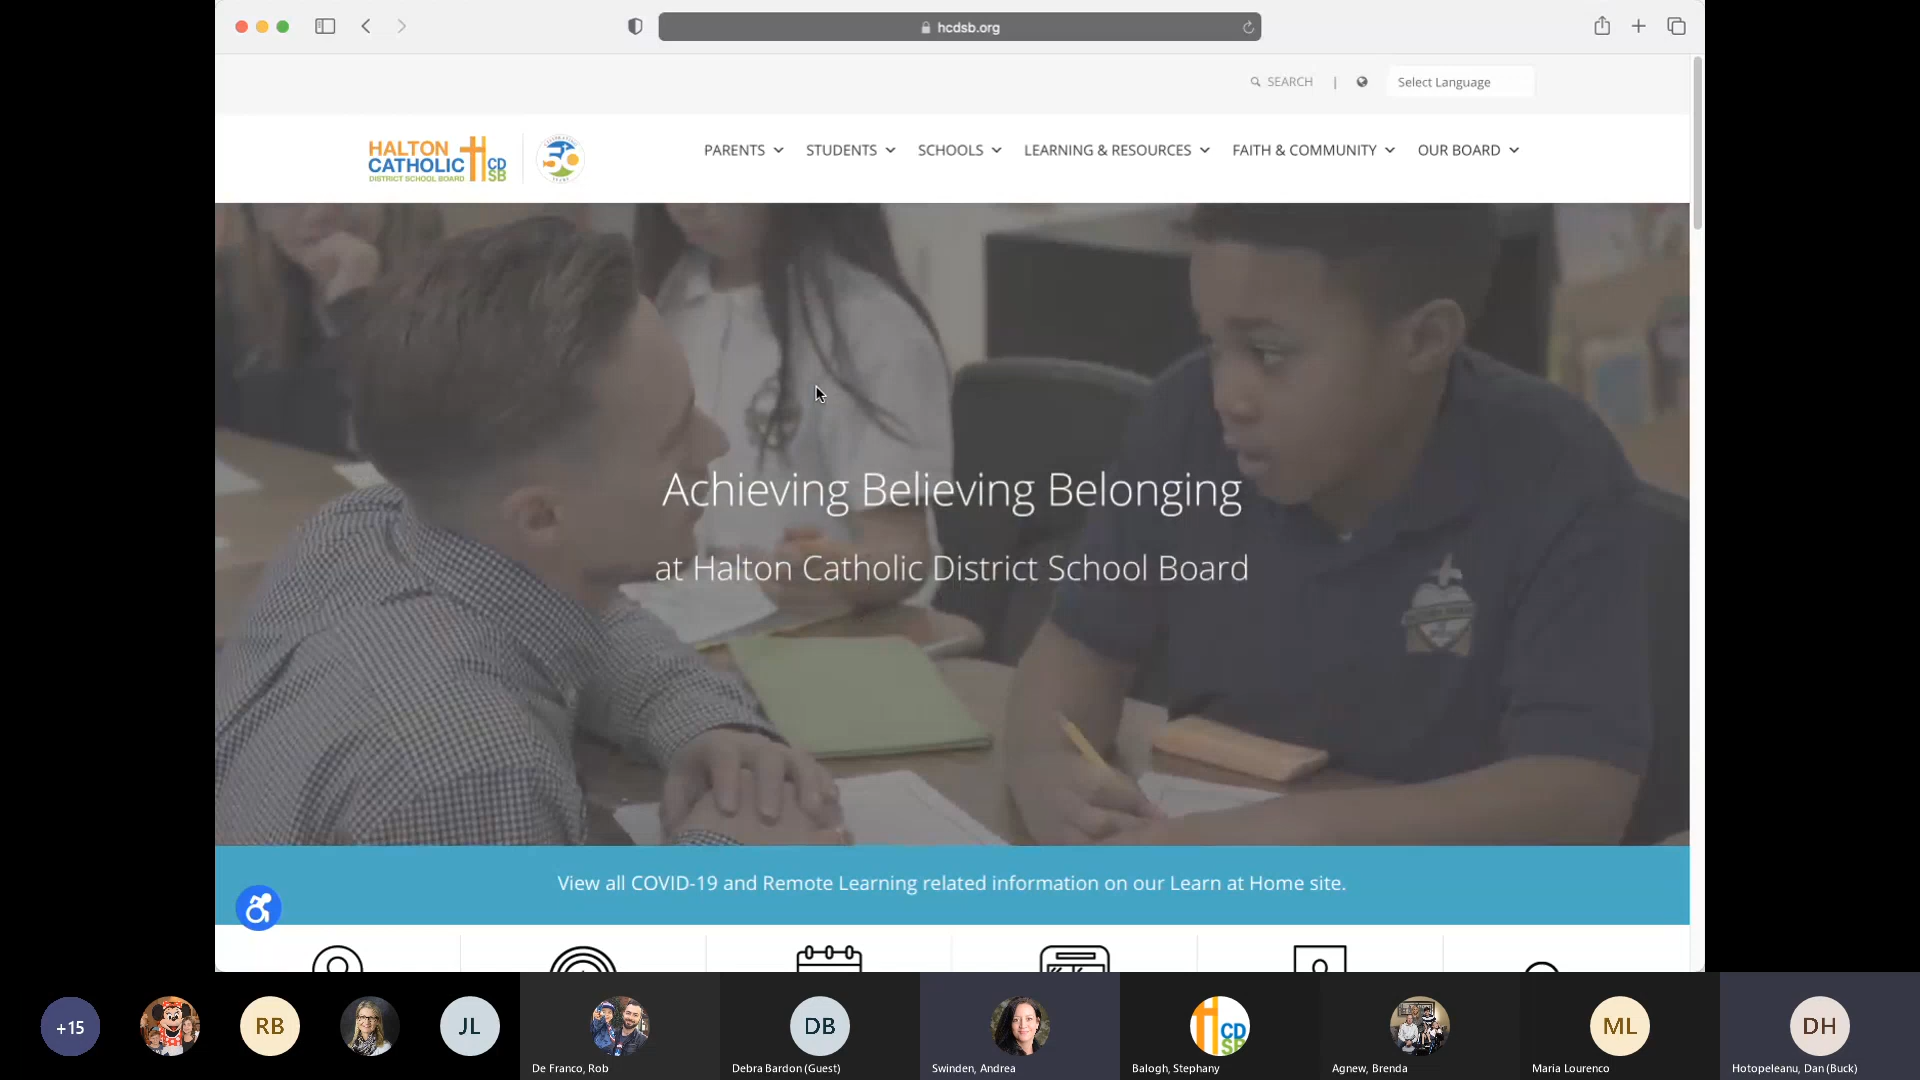 hcdsb.org
SEARCH | Select Language
HALTON
CATHOLIC
DISTRICT SCHOOL BOARD
CD
SB
50
PARENTS STUDENTS SCHOOLS LEARNING & RESOURCES FAITH & COMMUNITY OUR BOARD
Achieving Believing Belonging
at Halton Catholic District School Board
View all COVID-19 and Remote Learning related information on our Learn at Home site.
+15 RB JL DB CD SB ML DH
De Franco, Rob Debra Bardon (Guest) Swinden, Andrea Balogh, Stephany Agnew, Brenda Maria Lourenco Hotopeleanu, Dan (Buck)